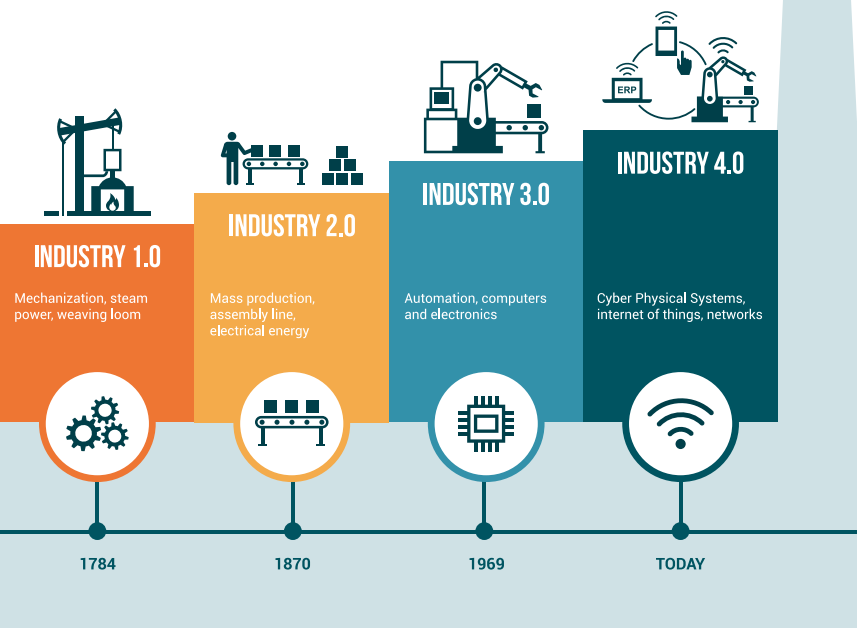 ERP
INDUSTRY 1.0
Mechanization, steam
power, weaving loom
1784
INDUSTRY 2.0
Mass production,
assembly line,
electrical energy
1870
INDUSTRY 3.0
Automation, computers
and electronics
1969
INDUSTRY 4.0
Cyber Physical Systems,
internet of things, networks
TODAY